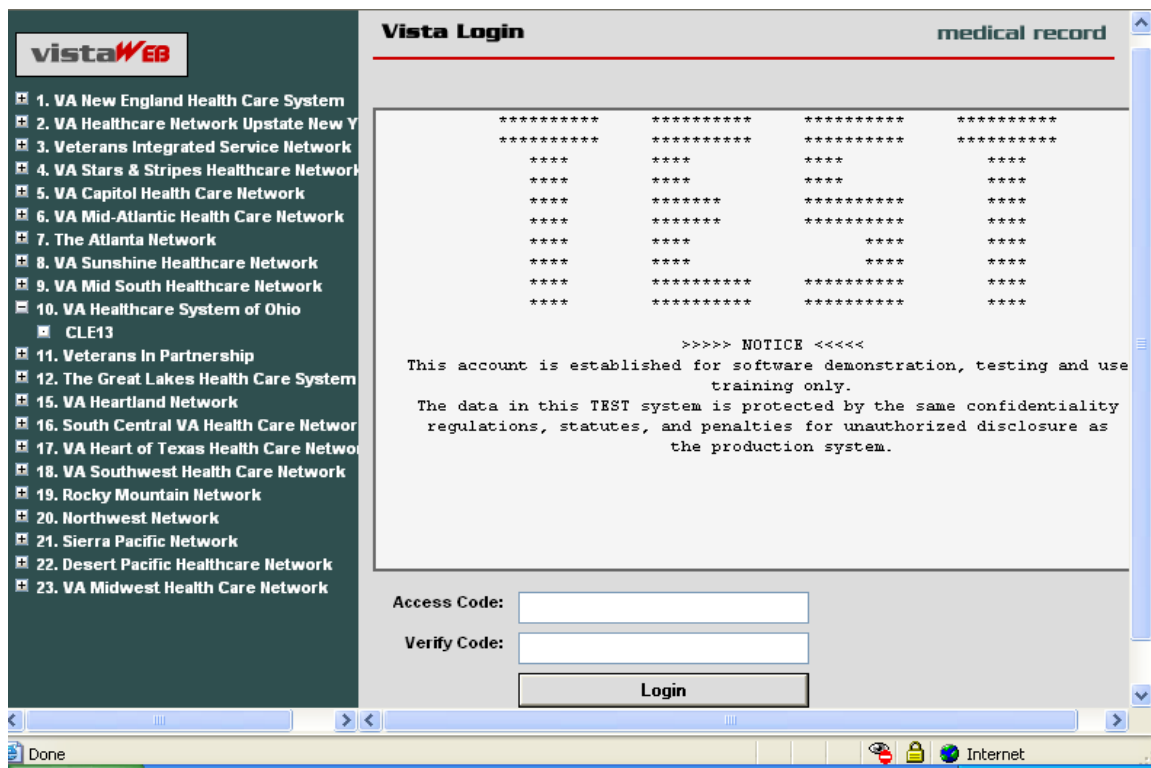 vistaWEB
1. VA New England Health Care System
2. VA Healthcare Network Upstate New Y
3. Veterans Integrated Service Network
4. VA Stars & Stripes Healthcare Network
5. VA Capitol Health Care Network
6. VA Mid-Atlantic Health Care Network
7. The Atlanta Network
8. VA Sunshine Healthcare Network
9. VA Mid South Healthcare Network
10. VA Healthcare System of Ohio
CLE13
11. Veterans In Partnership
12. The Great Lakes Health Care System
15. VA Heartland Network
16. South Central VA Health Care Networ
17. VA Heart of Texas Health Care Networ
18. VA Southwest Health Care Network
19. Rocky Mountain Network
20. Northwest Network
21. Sierra Pacific Network
22. Desert Pacific Healthcare Network
23. VA Midwest Health Care Network
Vista Login
medical record
********** ********** ********** **********
********** ********** ********** **********
**** **** **** ****
**** **** **** ****
**** ******* ********** ****
**** ******* ********** ****
**** **** **** ****
**** **** **** ****
**** ********** ********** ****
**** ********** ********** ****
>>>>> NOTICE <<<<<
This account is established for software demonstration, testing and use
training only.
The data in this TEST system is protected by the same confidentiality
regulations, statutes, and penalties for unauthorized disclosure as
the production system.
Access Code:
Verify Code:
Login
Done
Internet